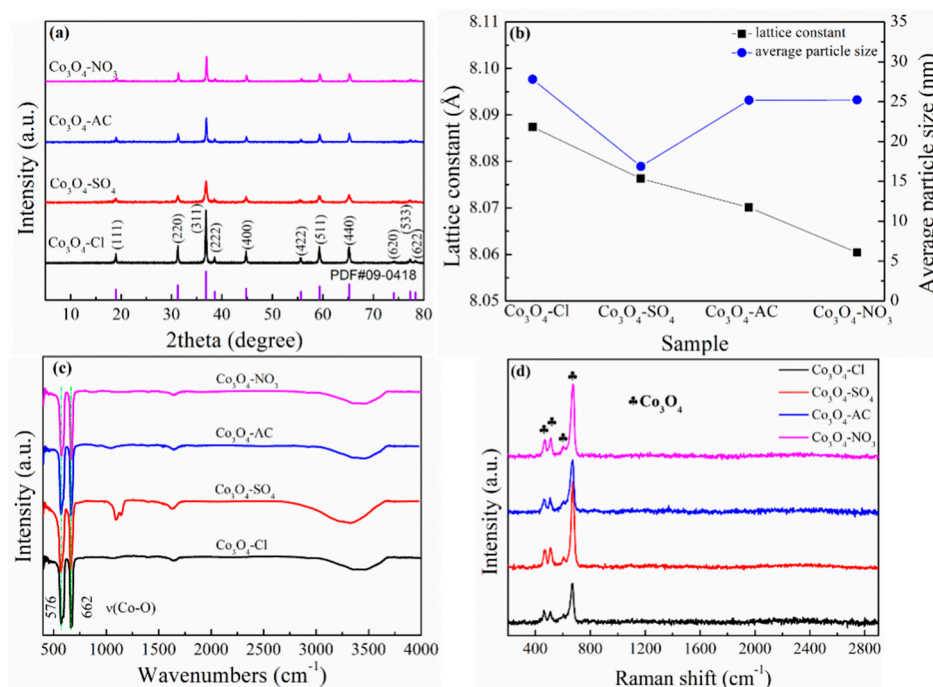 (a)
Co₃O₄-NO₃
Co₃O₄-AC
Co₃O₄-SO₄
Co₃O₄-Cl
(111)
(220)
(311)
(222)
(400)
(422)
(511)
(440)
(620)
(533)
(622)
PDF#09-0418
10 20 30 40 50 60 70 80
2theta (degree)
Intensity (a.u.)
(b)
lattice constant
average particle size
8.11
8.10
8.09
8.08
8.07
8.06
8.05
Lattice constant (Å)
35
30
25
20
15
10
5
0
Average particle size (nm)
Co₃O₄-Cl Co₃O₄-SO₄ Co₃O₄-AC Co₃O₄-NO₃
Sample
(c)
Co₃O₄-NO₃
Co₃O₄-AC
Co₃O₄-SO₄
Co₃O₄-Cl
576
662
ν(Co-O)
500 1000 1500 2000 2500 3000 3500 4000
Wavenumbers (cm⁻¹)
Intensity (a.u.)
(d)
Co₃O₄-Cl
Co₃O₄-SO₄
Co₃O₄-AC
Co₃O₄-NO₃
♣Co₃O₄
♣ ♣ ♣ ♣
400 800 1200 1600 2000 2400 2800
Raman shift (cm⁻¹)
Intensity (a.u.)